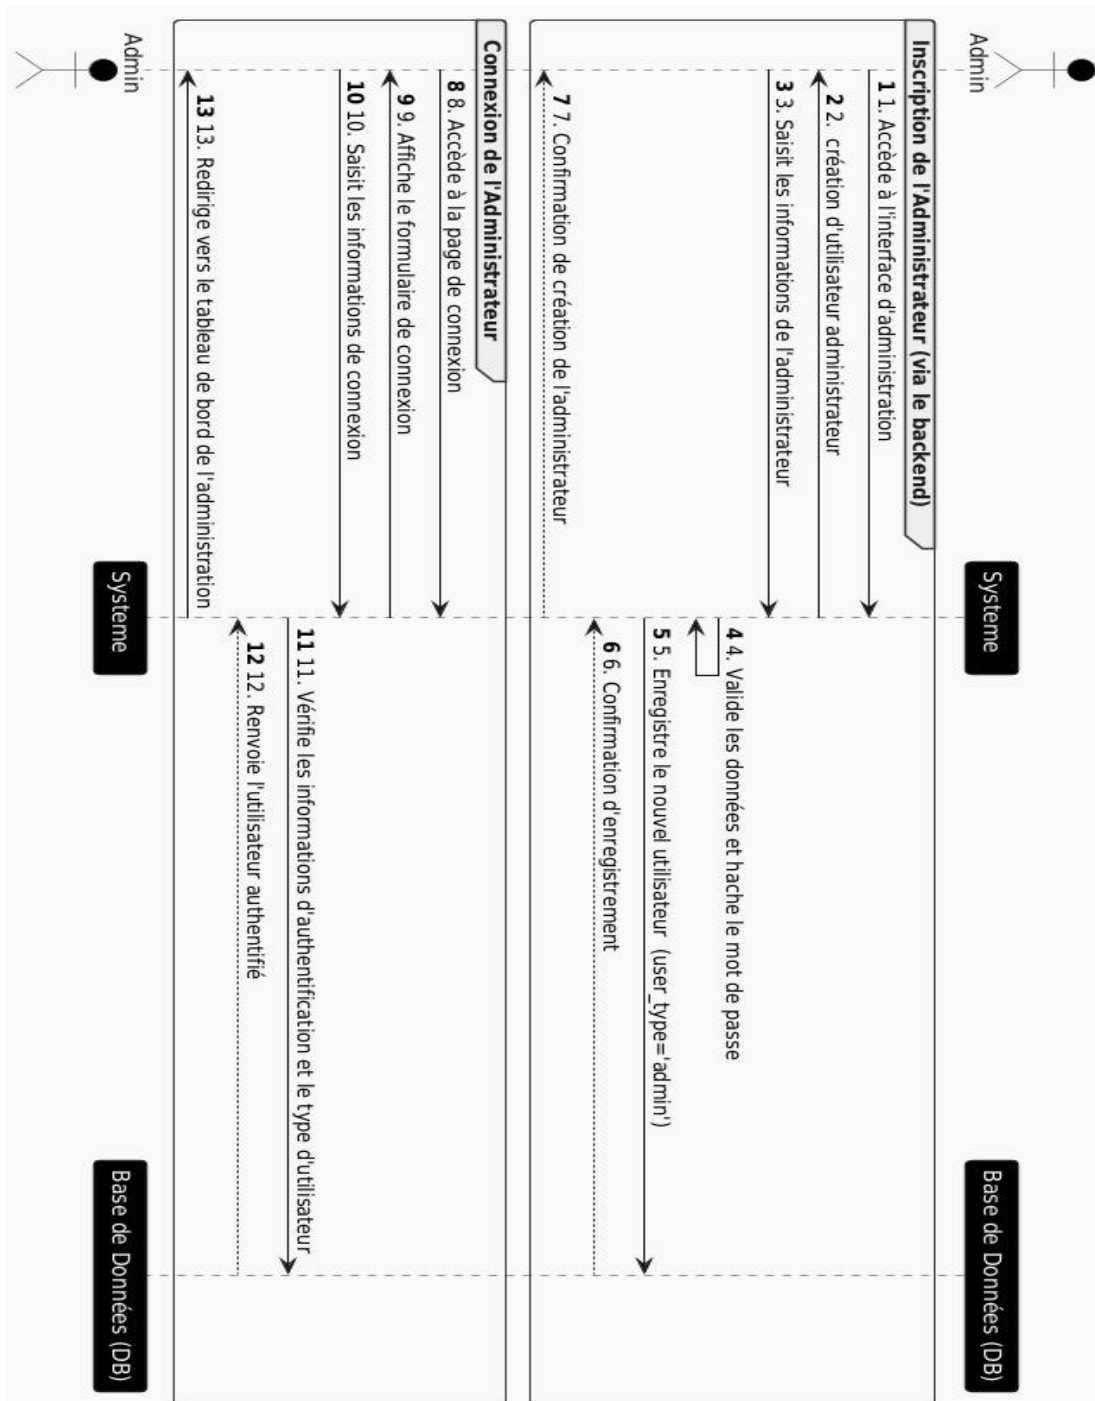 Admin
Systeme
Base de Données (DB)
Inscription de l'Administrateur (via le backend)
1 1. Accède à l'interface d'administration
2 2. création d'utilisateur administrateur
3 3. Saisit les informations de l'administrateur
4 4. Valide les données et hache le mot de passe
5 5. Enregistre le nouvel utilisateur (user_type='admin')
6 6. Confirmation d'enregistrement
7 7. Confirmation de création de l'administrateur
Connexion de l'Administrateur
8 8. Accède à la page de connexion
9 9. Affiche le formulaire de connexion
10 10. Saisit les informations de connexion
11 11. Vérifie les informations d'authentification et le type d'utilisateur
12 12. Renvoie l'utilisateur authentifié
13 13. Redirige vers le tableau de bord de l'administration
Admin
Systeme
Base de Données (DB)